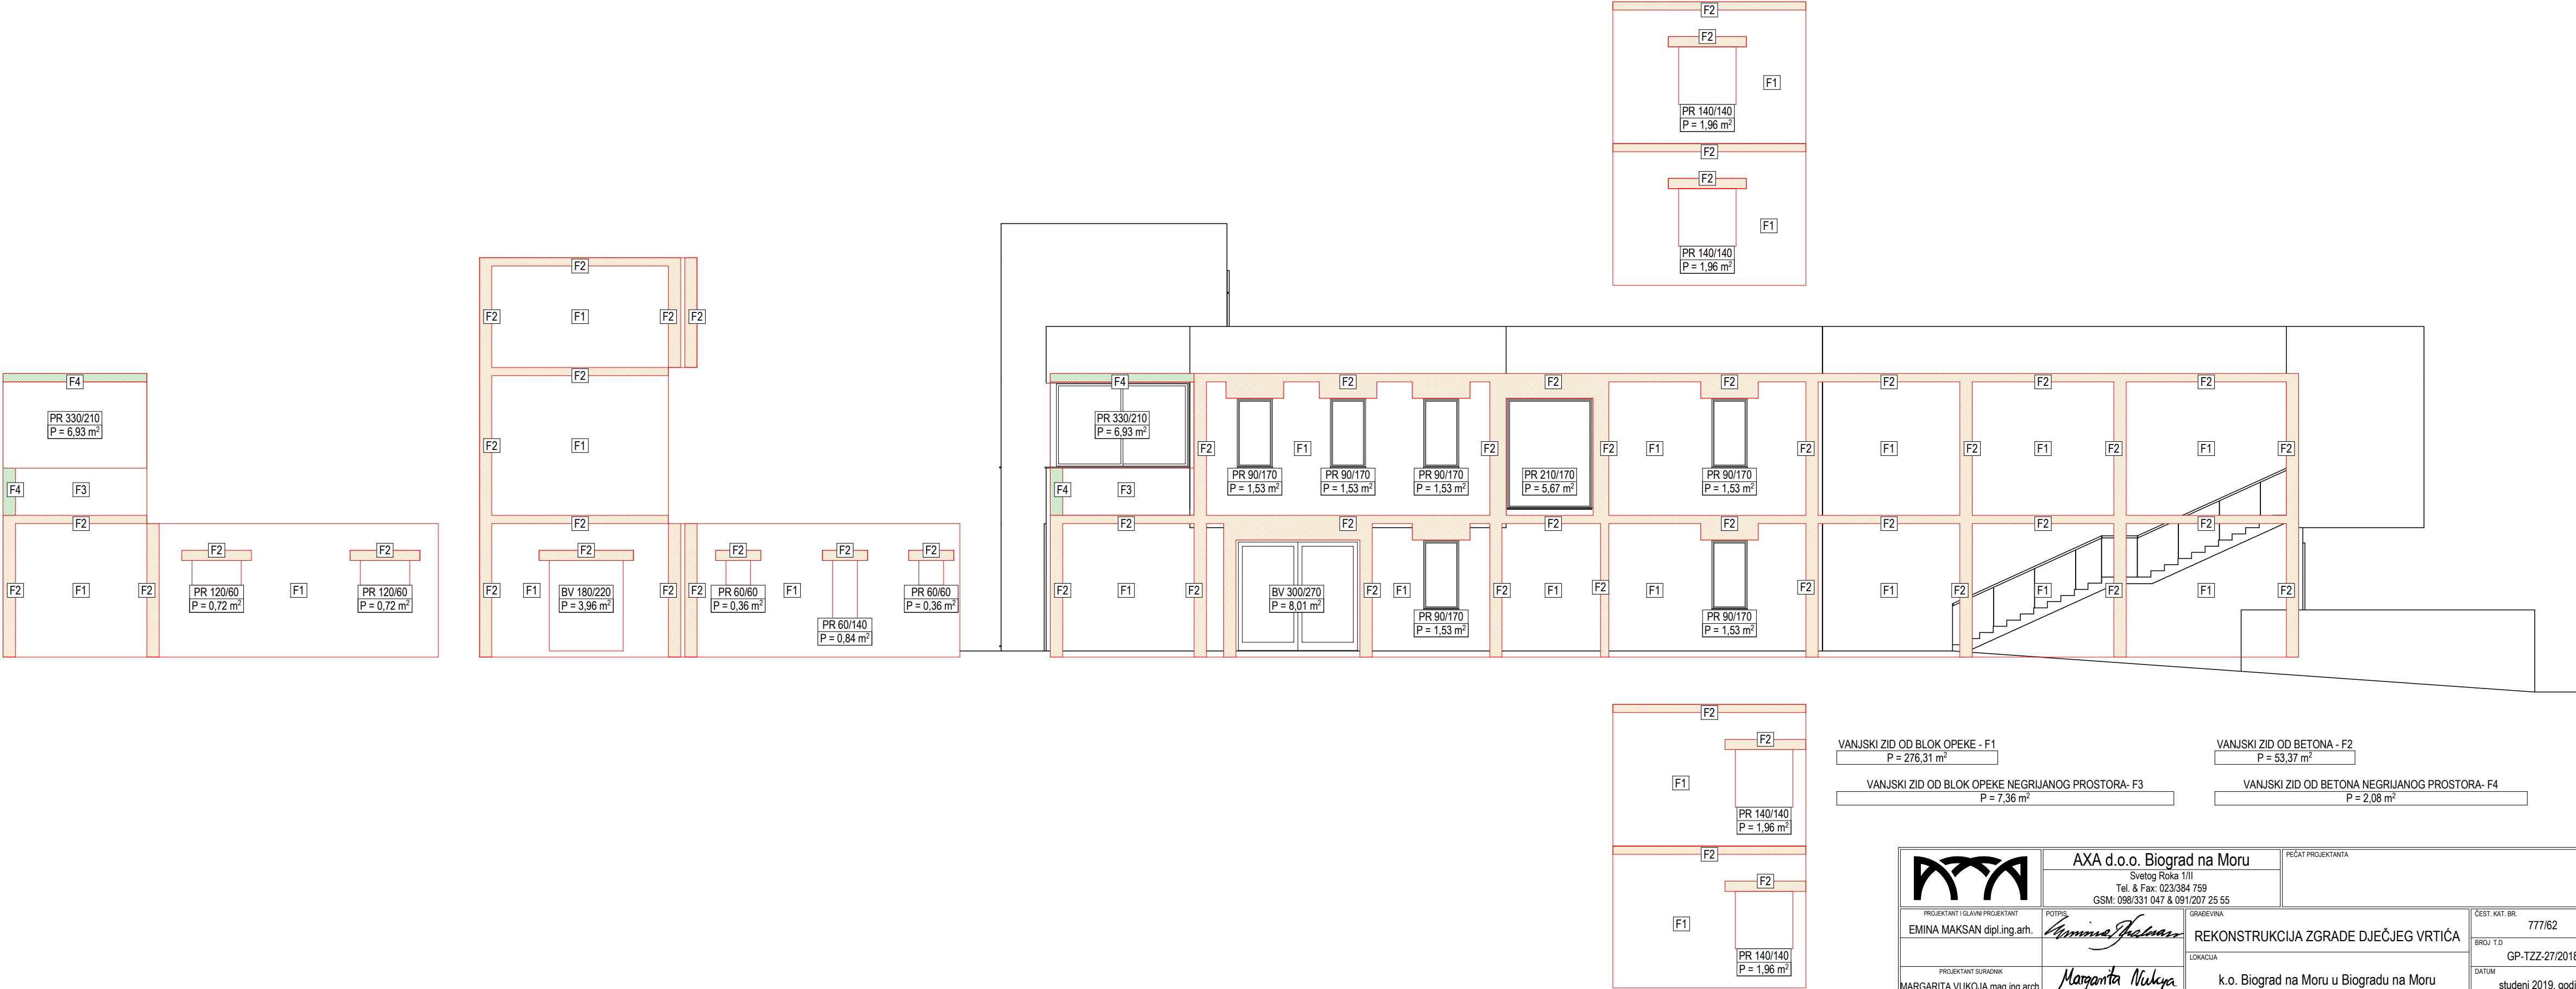 F2
F2
F1
PR 140/140
P = 1,96 m²
F2
F2
F1
PR 140/140
P = 1,96 m²
F2
F2
F1
F2
F2
F2
F2
F1
F2
F1
F2
F2
F1
BV 180/220
P = 3,96 m²
F2
F4
PR 330/210
P = 6,93 m²
F4
F3
F2
F2
F1
F2
F2
PR 120/60
P = 0,72 m²
F1
F2
PR 120/60
P = 0,72 m²
F2
F2
PR 60/60
P = 0,36 m²
F1
F2
PR 60/140
P = 0,84 m²
F2
PR 60/60
P = 0,36 m²
F4
F2
F2
F2
F2
F2
F2
PR 330/210
P = 6,93 m²
F2
F1
F2
F2
F1
F2
F1
F2
F1
F2
F1
F2
PR 90/170
P = 1,53 m²
PR 90/170
P = 1,53 m²
PR 90/170
P = 1,53 m²
PR 210/170
P = 5,67 m²
PR 90/170
P = 1,53 m²
F4
F3
F2
F2
F2
F2
F2
F2
F2
F2
F1
F2
BV 300/270
P = 8,01 m²
F2
F1
F2
F1
F2
F1
F2
F1
F2
F1
F2
F1
F2
PR 90/170
P = 1,53 m²
PR 90/170
P = 1,53 m²
F2
F2
F1
PR 140/140
P = 1,96 m²
F2
F2
F1
PR 140/140
P = 1,96 m²
VANJSKI ZID OD BLOK OPEKE - F1
P = 276,31 m²
VANJSKI ZID OD BETONA - F2
P = 53,37 m²
VANJSKI ZID OD BLOK OPEKE NEGRIJANOG PROSTORA- F3
P = 7,36 m²
VANJSKI ZID OD BETONA NEGRIJANOG PROSTORA- F4
P = 2,08 m²
AXA d.o.o. Biograd na Moru
Svetog Roka 1/II
Tel. & Fax: 023/384 759
GSM: 098/331 047 & 091/207 25 55
PEČAT PROJEKTANTA
PROJEKTANT I GLAVNI PROJEKTANT
EMINA MAKSAN dipl.ing.arh.
POTPIS
GRAĐEVINA
REKONSTRUKCIJA ZGRADE DJEČJEG VRTIĆA
ČEST. KAT. BR.
777/62
BROJ T.D
GP-TZZ-27/2018
PROJEKTANT SURADNIK
MARGARITA VUKOJA mag.ing.arch
LOKACIJA
k.o. Biograd na Moru u Biogradu na Moru
DATUM
studeni 2019. godi